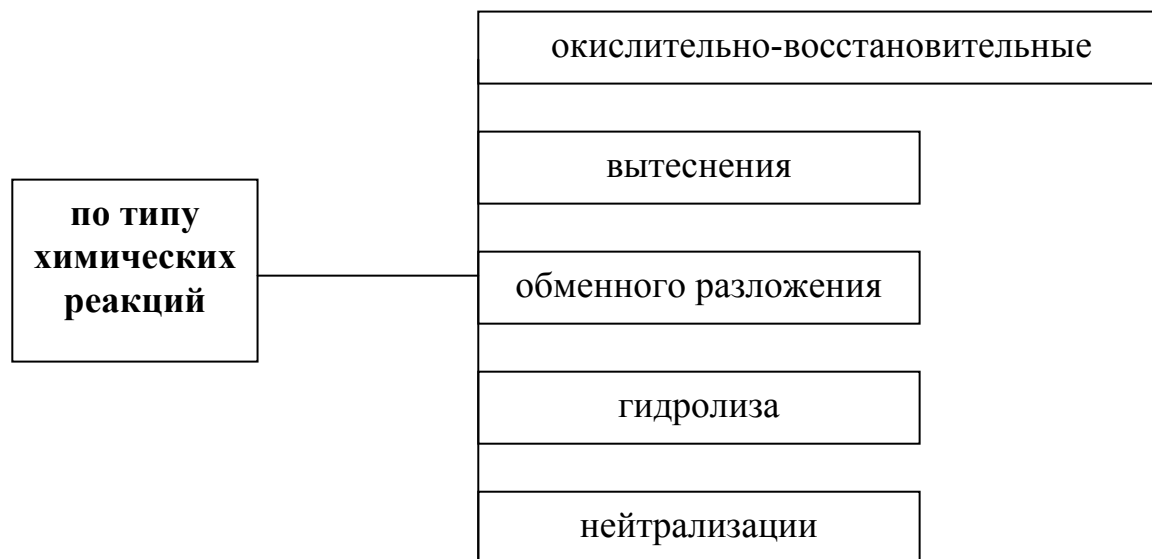 окислительно-восстановительные
вытеснения
по типу
химических
реакций
обменного разложения
гидролиза
нейтрализации